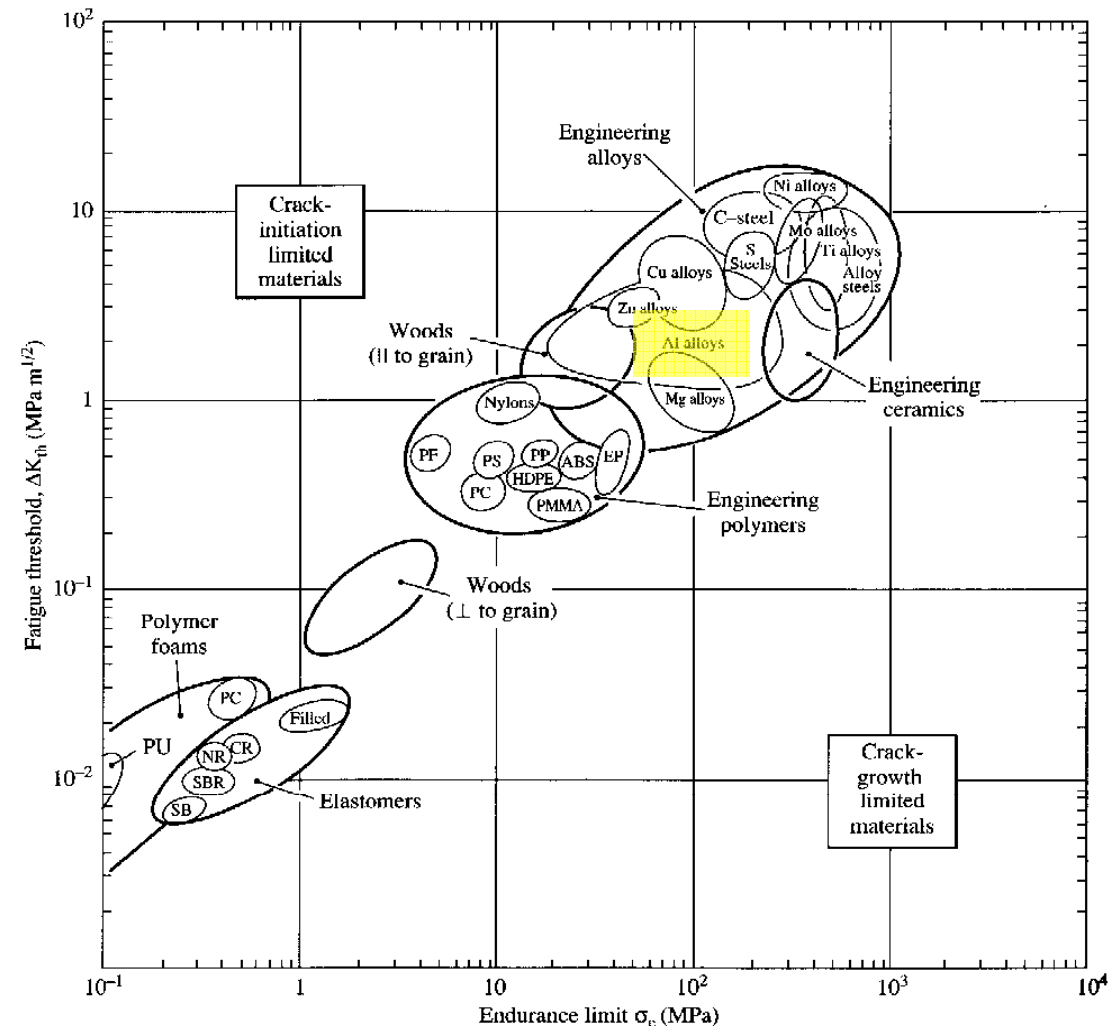 10²
10
1
10⁻¹
10⁻²
Fatigue threshold, ΔKth (MPa m1/2)
Crack-
initiation
limited
materials
Engineering
alloys
Ni alloys
C-steel
Mo alloys
S
Steels
Ti alloys
Cu alloys
Alloy
steels
Zn alloys
Woods
(|| to grain)
Al alloys
Engineering
ceramics
Mg alloys
Nylons
PF
PS
PP
ABS
EP
HDPE
PC
PMMA
Engineering
polymers
Woods
(⊥ to grain)
Polymer
foams
PC
Filled
PU
NR
CR
SBR
SB
Elastomers
Crack-
growth
limited
materials
10⁻¹
1
10
10²
10³
10⁴
Endurance limit σe (MPa)